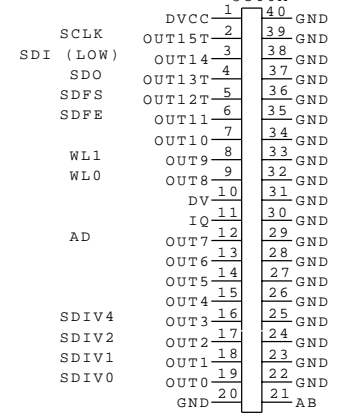 DVCC 1 40 GND
SCLK OUT15T 2 39 GND
SDI (LOW) OUT14 3 38 GND
SDO OUT13T 4 37 GND
SDFS OUT12T 5 36 GND
SDFE OUT11 6 35 GND
OUT10 7 34 GND
WL1 OUT9 8 33 GND
WL0 OUT8 9 32 GND
DV 10 31 GND
IQ 11 30 GND
AD OUT7 12 29 GND
OUT6 13 28 GND
OUT5 14 27 GND
OUT4 15 26 GND
SDIV4 OUT3 16 25 GND
SDIV2 OUT2 17 24 GND
SDIV1 OUT1 18 23 GND
SDIV0 OUT0 19 22 GND
GND 20 21 AB